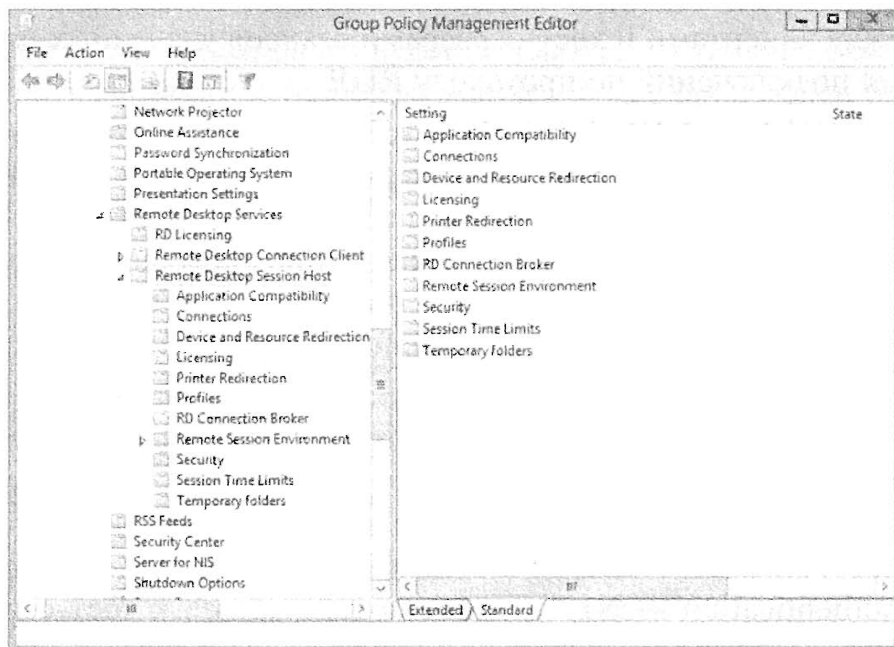 Group Policy Management Editor
File Action View Help
Network Projector
Online Assistance
Password Synchronization
Portable Operating System
Presentation Settings
Remote Desktop Services
RD Licensing
Remote Desktop Connection Client
Remote Desktop Session Host
Application Compatibility
Connections
Device and Resource Redirection
Licensing
Printer Redirection
Profiles
RD Connection Broker
Remote Session Environment
Security
Session Time Limits
Temporary folders
RSS Feeds
Security Center
Server for NIS
Shutdown Options
Setting State
Application Compatibility
Connections
Device and Resource Redirection
Licensing
Printer Redirection
Profiles
RD Connection Broker
Remote Session Environment
Security
Session Time Limits
Temporary folders
Extended Standard